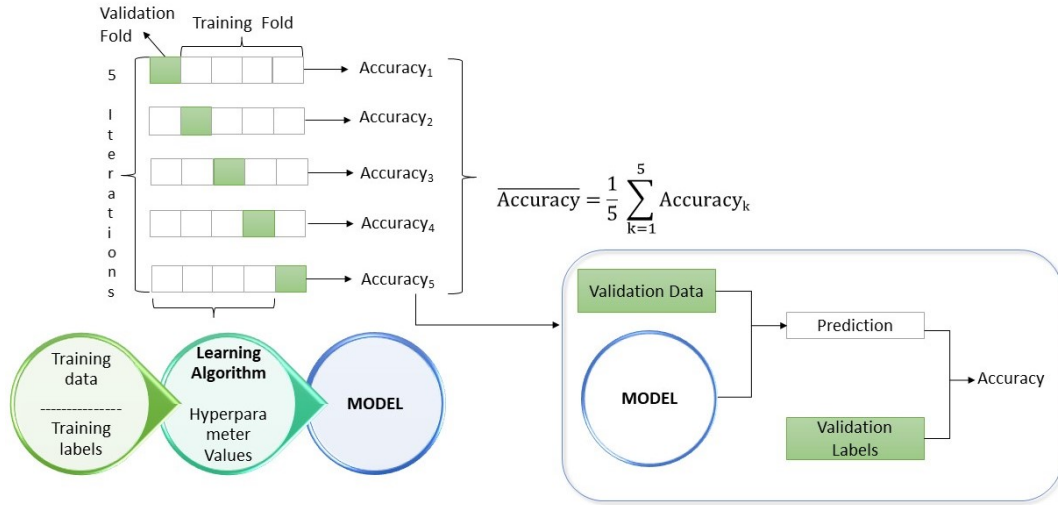 Validation
Fold
Training Fold
5 Iterations
Accuracy₁
Accuracy₂
Accuracy₃
Accuracy₄
Accuracy₅
Accuracy = 1/5 5 ∑ k=1 Accuracyₖ
Validation Data
Prediction
MODEL
Accuracy
Validation
Labels
Training
data
---------------
Training
labels
Learning
Algorithm
Hyperpara
meter
Values
MODEL